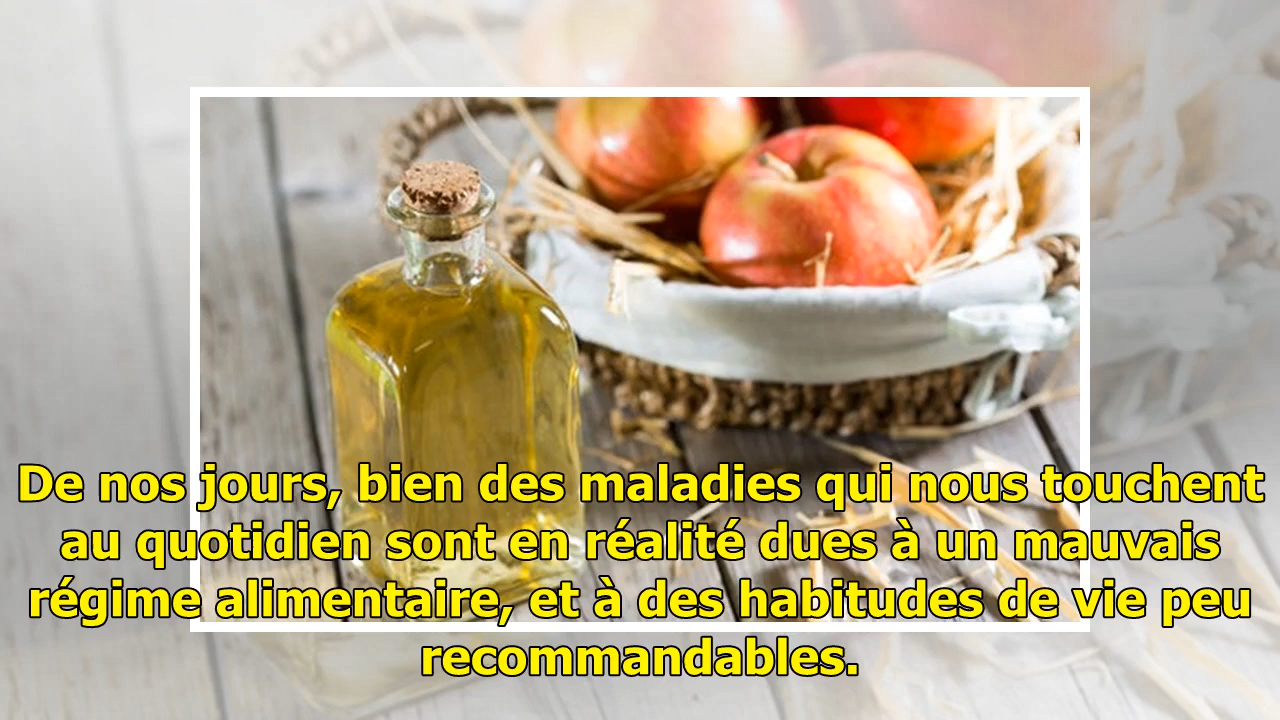 De nos jours, bien des maladies qui nous touchent
au quotidien sont en réalité dues à un mauvais
régime alimentaire, et à des habitudes de vie peu
recommandables.